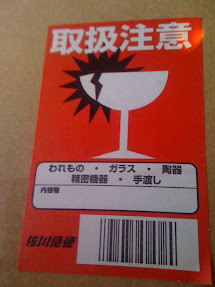 取扱注意
われもの ・ ガラス ・ 陶器
精密機器 ・ 手渡し
内容物
佐川急便